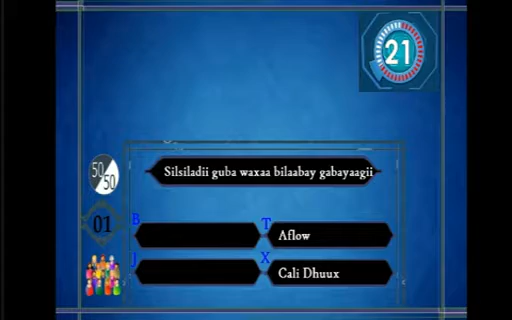 21
Silsiladii guba waxaa bilaabay gabayaagii
50
50
01
B
T Aflow
J
X Cali Dhuux